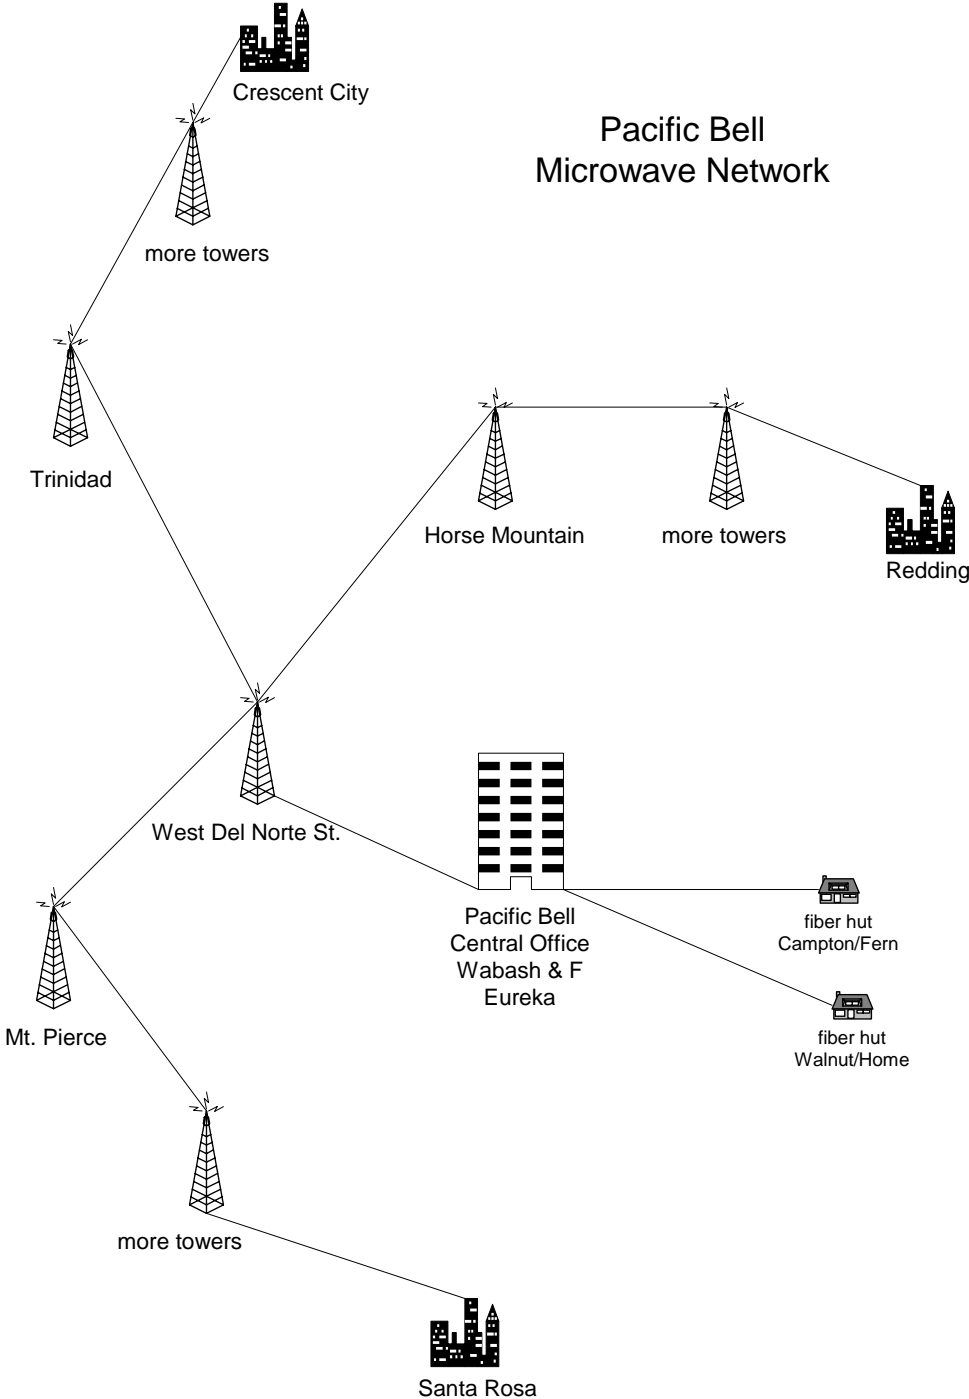 Crescent City
Pacific Bell
Microwave Network
more towers
Trinidad
Horse Mountain
more towers
Redding
West Del Norte St.
Pacific Bell
Central Office
Wabash & F
Eureka
fiber hut
Campton/Fern
Mt. Pierce
fiber hut
Walnut/Home
more towers
Santa Rosa